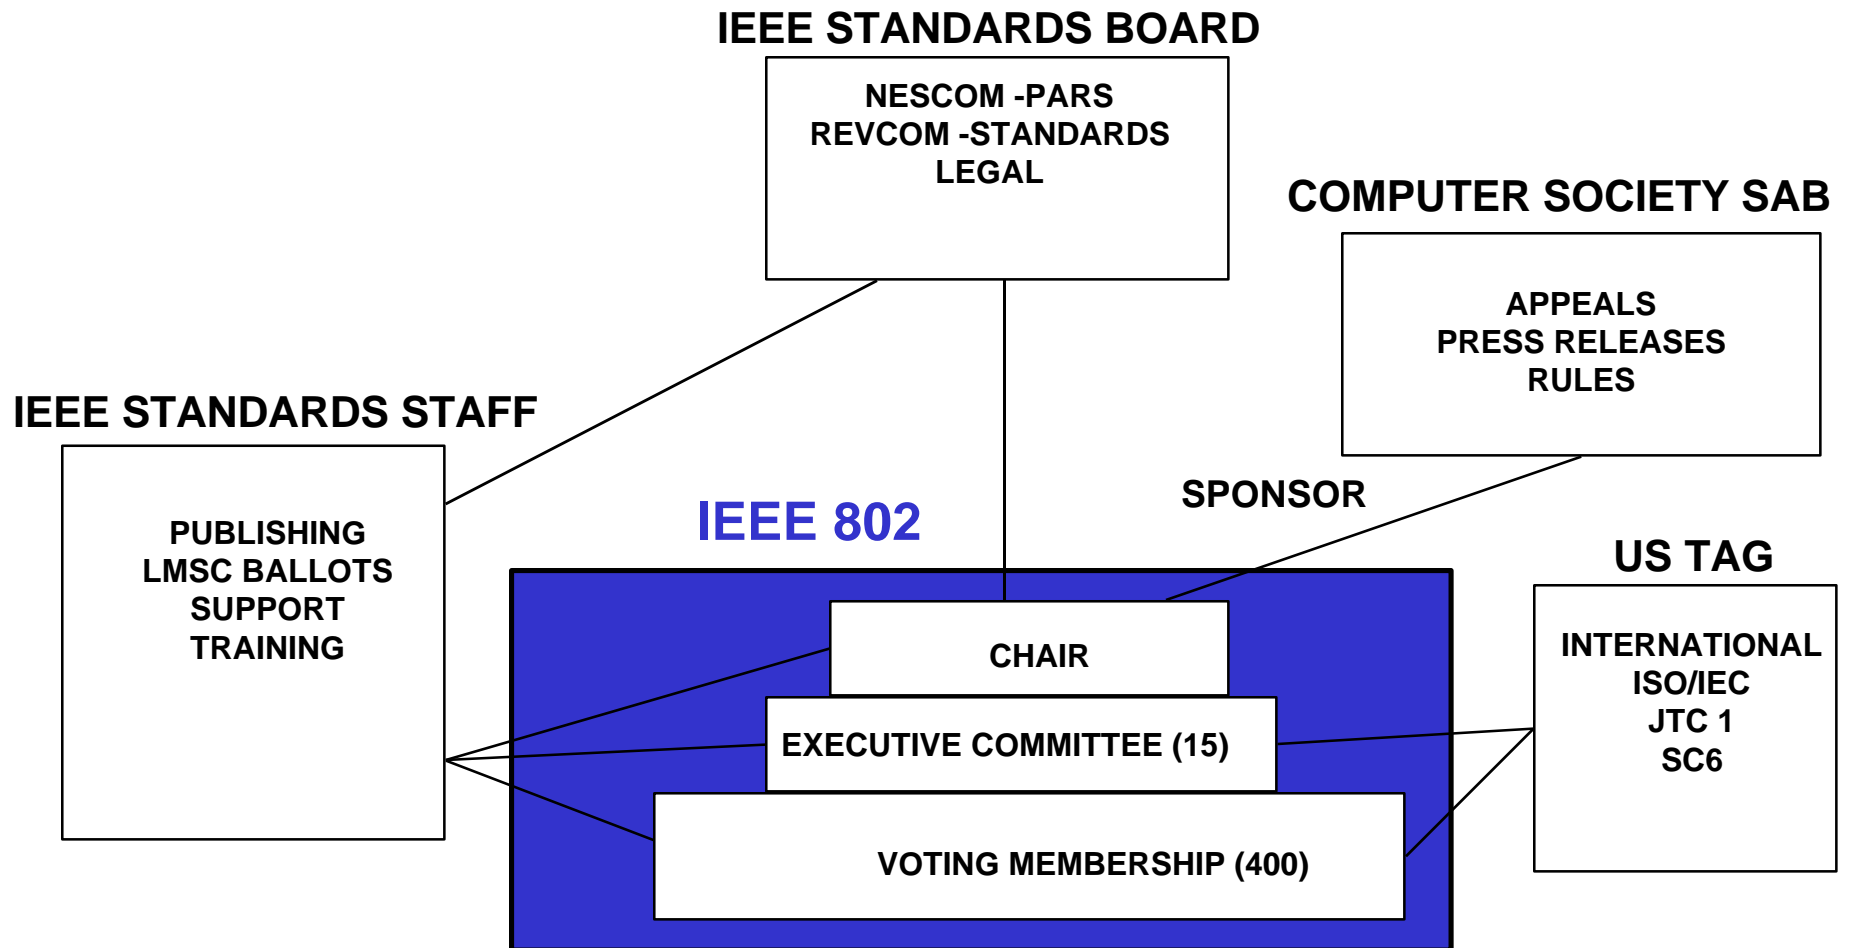 IEEE STANDARDS BOARD
NESCOM -PARS
REVCOM -STANDARDS
LEGAL
COMPUTER SOCIETY SAB
APPEALS
PRESS RELEASES
RULES
IEEE STANDARDS STAFF
PUBLISHING
LMSC BALLOTS
SUPPORT
TRAINING
SPONSOR
IEEE 802
US TAG
INTERNATIONAL
ISO/IEC
JTC 1
SC6
CHAIR
EXECUTIVE COMMITTEE (15)
VOTING MEMBERSHIP (400)